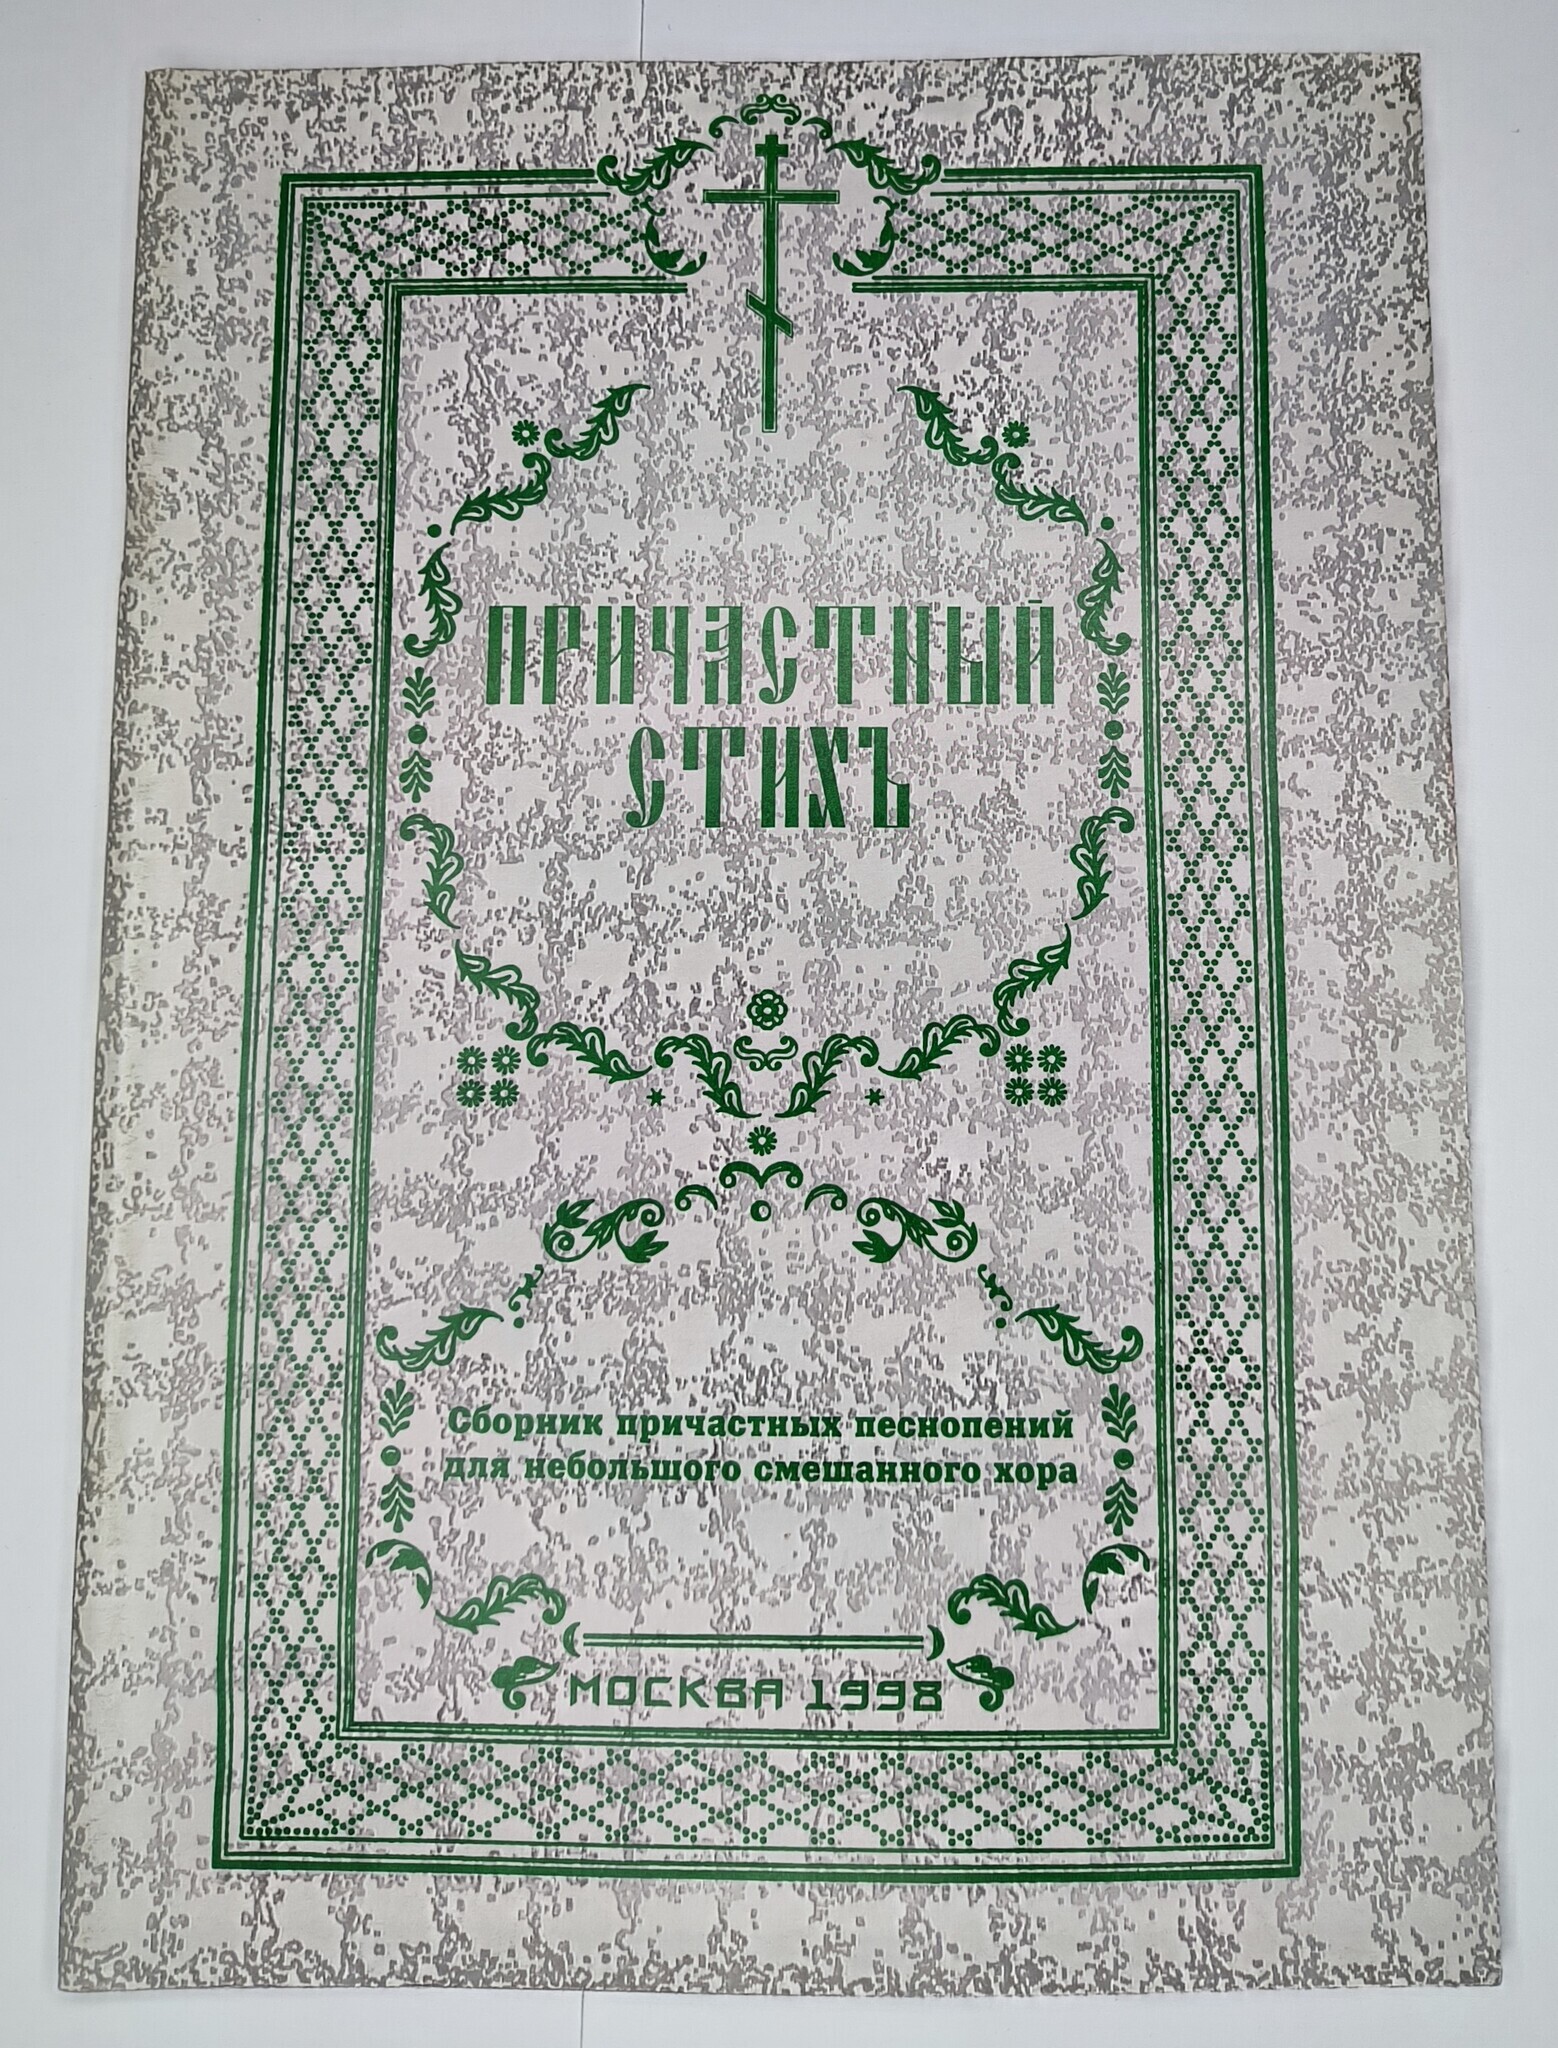 ПРИЧАСТНЫЙ
СТИХЪ
Сборник причастных песнопений
для небольшого смешанного хора
МОСКВА 1998